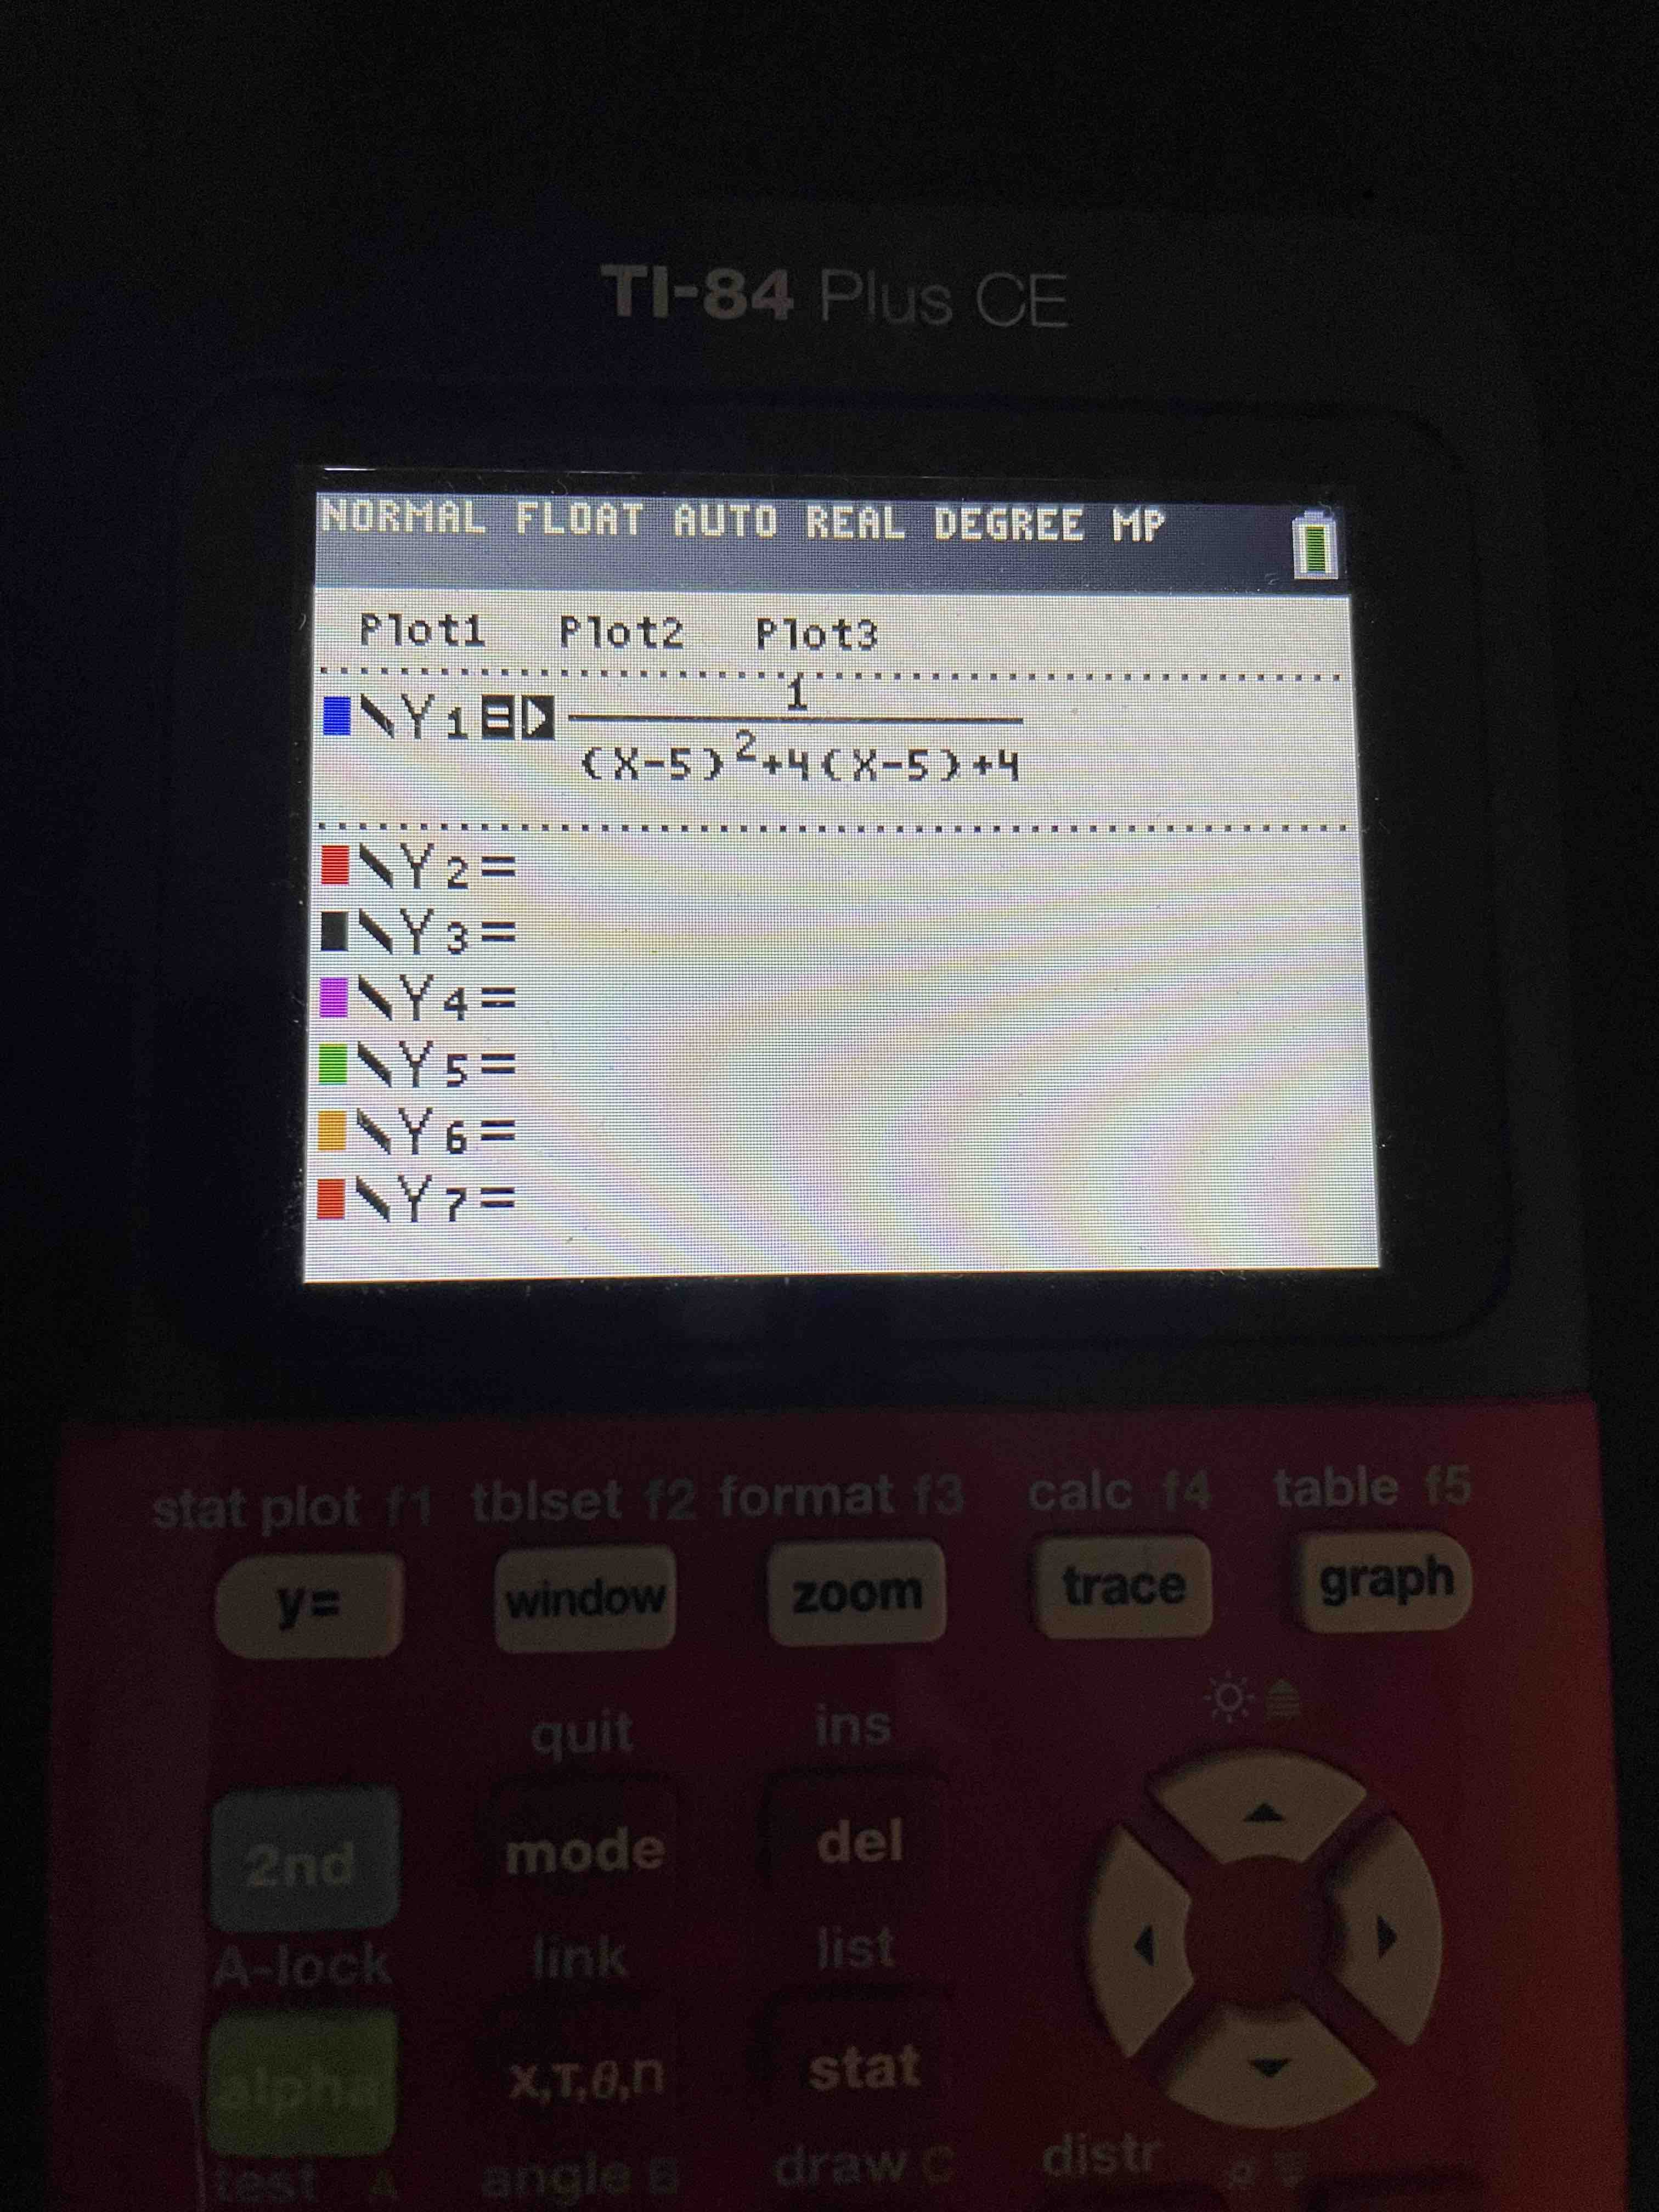 TI-84 Plus CE
NORMAL FLOAT AUTO REAL DEGREE MP
Plot1 Plot2 Plot3
\Y1= 1
(X-5)²+4(X-5)+4
\Y2=
\Y3=
\Y4=
\Y5=
\Y6=
\Y7=
stat plot f1 tblset f2 format f3 calc f4 table f5
y= window zoom trace graph
quit ins
2nd mode del
A-lock link list
alpha X,T,θ,n stat
test A angle B draw C distr